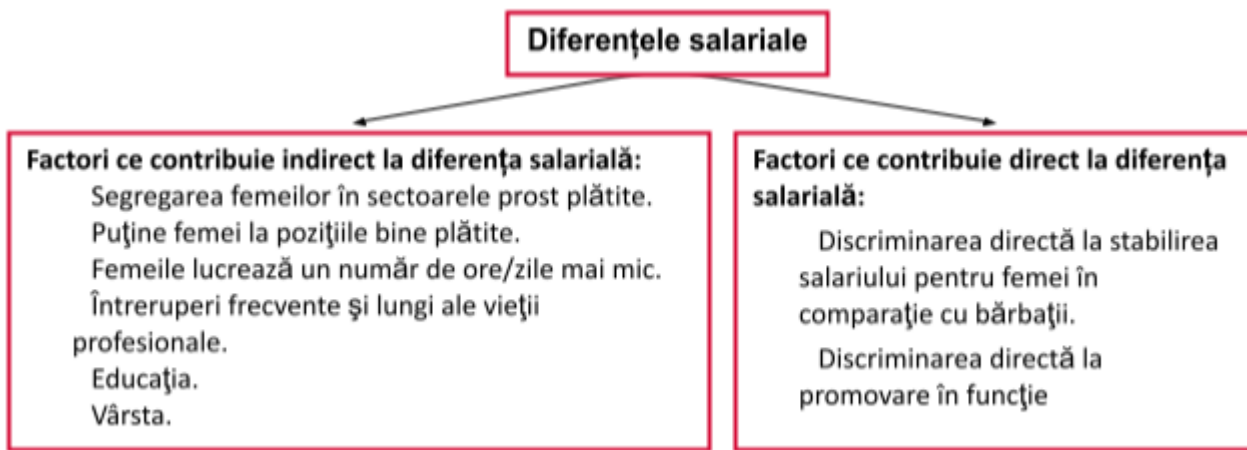 Diferențele salariale
Factori ce contribuie indirect la diferența salarială:
Segregarea femeilor în sectoarele prost plătite.
Puţine femei la poziţiile bine plătite.
Femeile lucrează un număr de ore/zile mai mic.
Întreruperi frecvente şi lungi ale vieţii
profesionale.
Educaţia.
Vârsta.
Factori ce contribuie direct la diferența
salarială:
Discriminarea directă la stabilirea
salariului pentru femei în
comparaţie cu bărbaţii.
Discriminarea directă la
promovare în funcţie